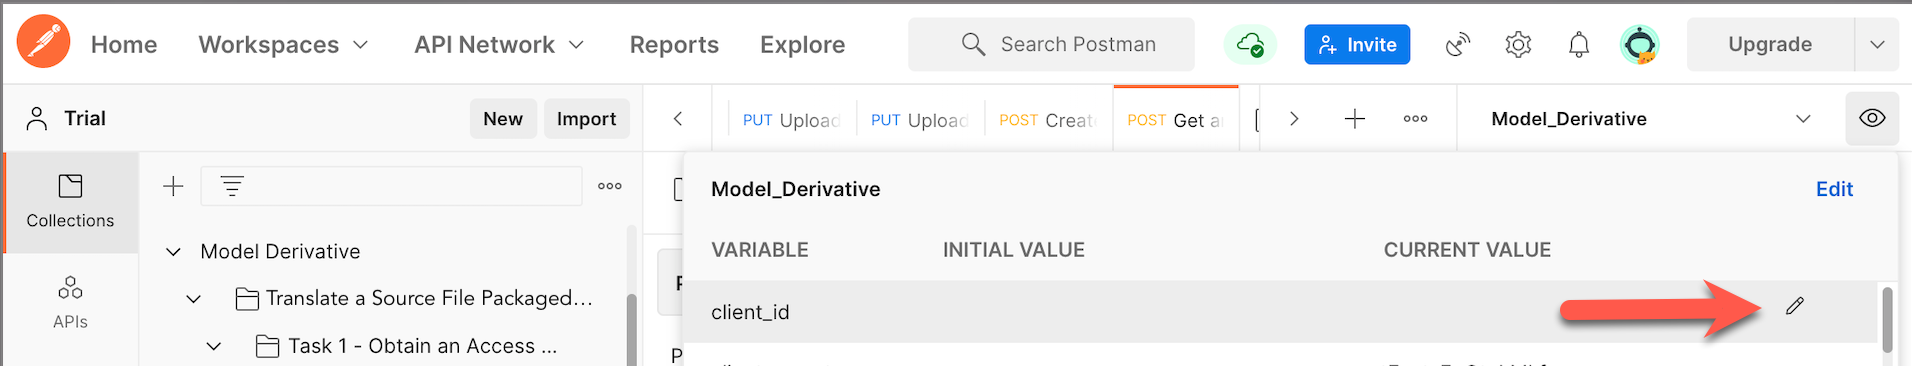 Home Workspaces API Network Reports Explore Search Postman Invite Upgrade
Trial New Import PUT Upload PUT Upload POST Create POST Get Model_Derivative
Model_Derivative Edit
Collections
VARIABLE INITIAL VALUE CURRENT VALUE
Model Derivative
Translate a Source File Packaged...
client_id
APIs
Task 1 - Obtain an Access ...